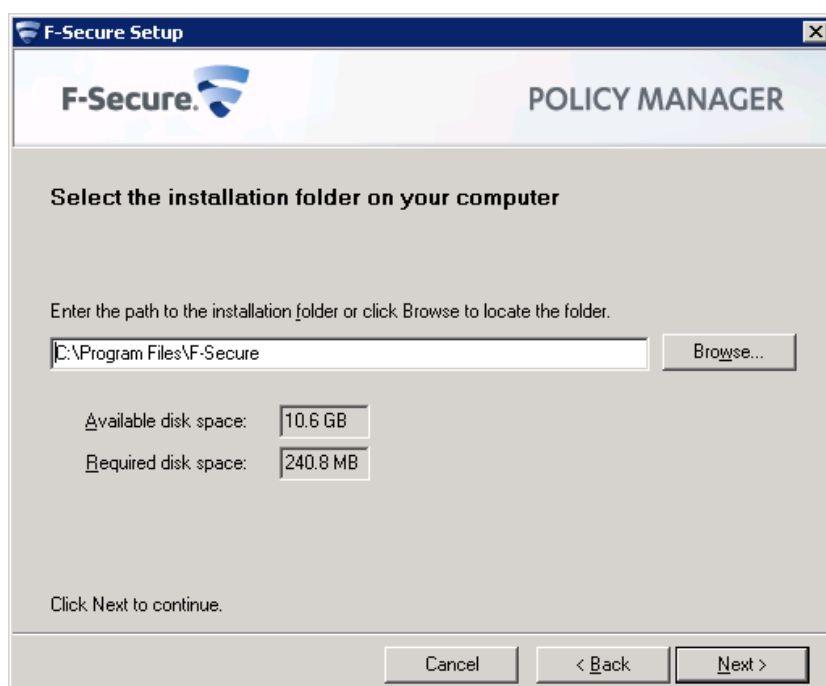 F-Secure Setup
F-Secure.
POLICY MANAGER
Select the installation folder on your computer
Enter the path to the installation folder or click Browse to locate the folder.
C:\Program Files\F-Secure
Browse...
Available disk space: 10.6 GB
Required disk space: 240.8 MB
Click Next to continue.
Cancel < Back Next >